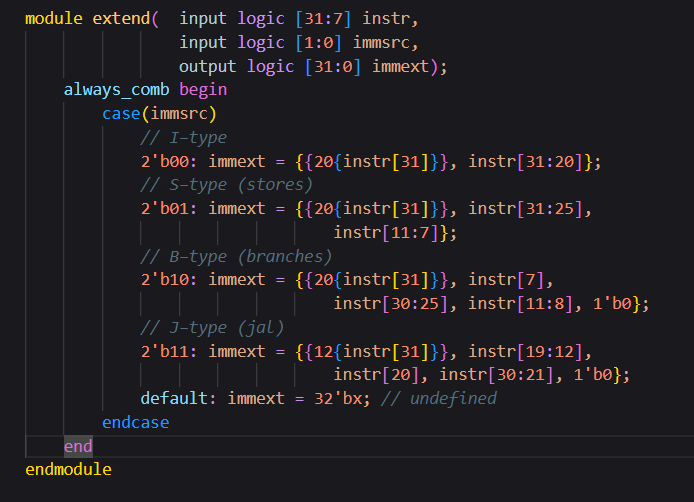 module extend(  input logic [31:7] instr,
                input logic [1:0] immsrc,
                output logic [31:0] immext);
    always_comb begin
        case(immsrc)
            // I-type
            2'b00: immext = {{20{instr[31]}}, instr[31:20]};
            // S-type (stores)
            2'b01: immext = {{20{instr[31]}}, instr[31:25],
                                instr[11:7]};
            // B-type (branches)
            2'b10: immext = {{20{instr[31]}}, instr[7],
                                instr[30:25], instr[11:8], 1'b0};
            // J-type (jal)
            2'b11: immext = {{12{instr[31]}}, instr[19:12],
                                instr[20], instr[30:21], 1'b0};
            default: immext = 32'bx; // undefined
        endcase
    end
endmodule